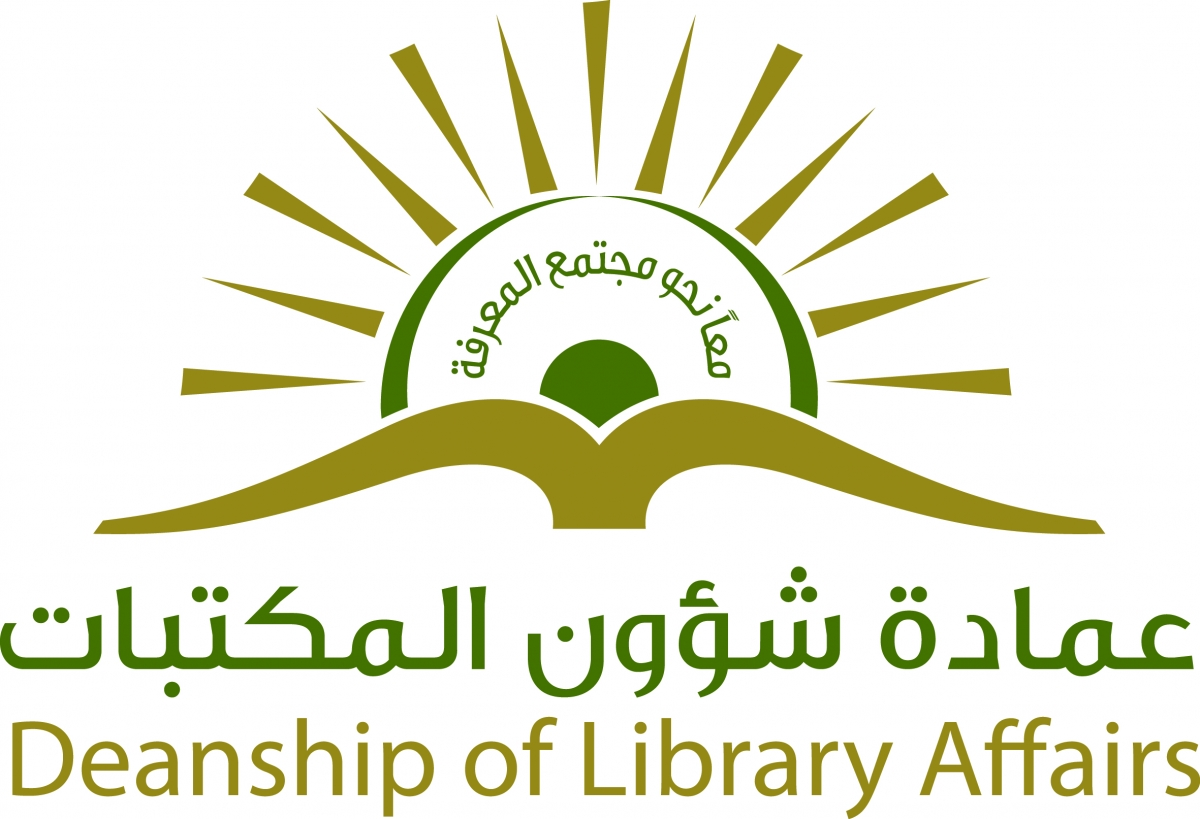 معاً نحو مجتمع المعرفة
عمادة شؤون المكتبات
Deanship of Library Affairs